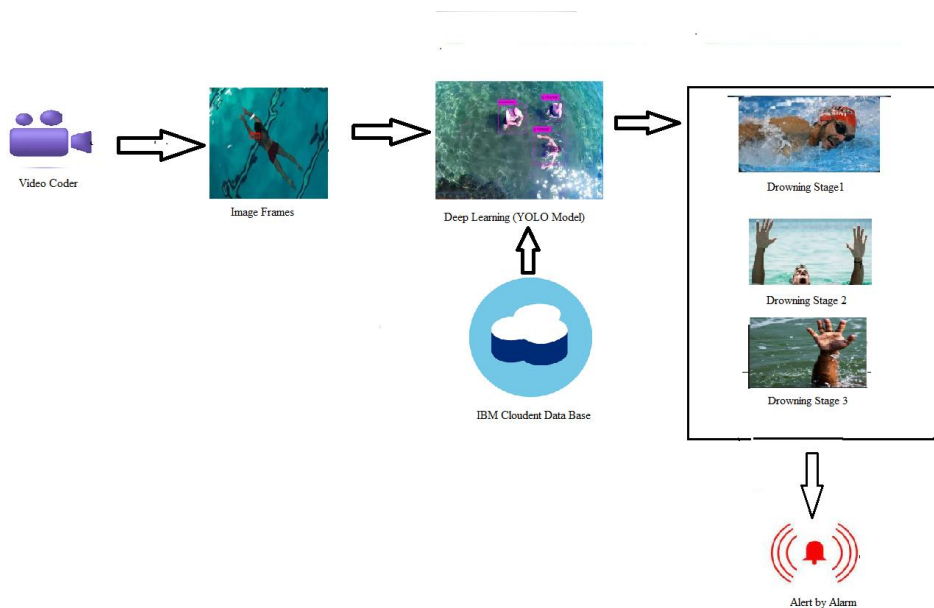 Video Coder
Image Frames
Deep Learning (YOLO Model)
IBM Cloudent Data Base
Drowning Stage1
Drowning Stage 2
Drowning Stage 3
Alert by Alarm